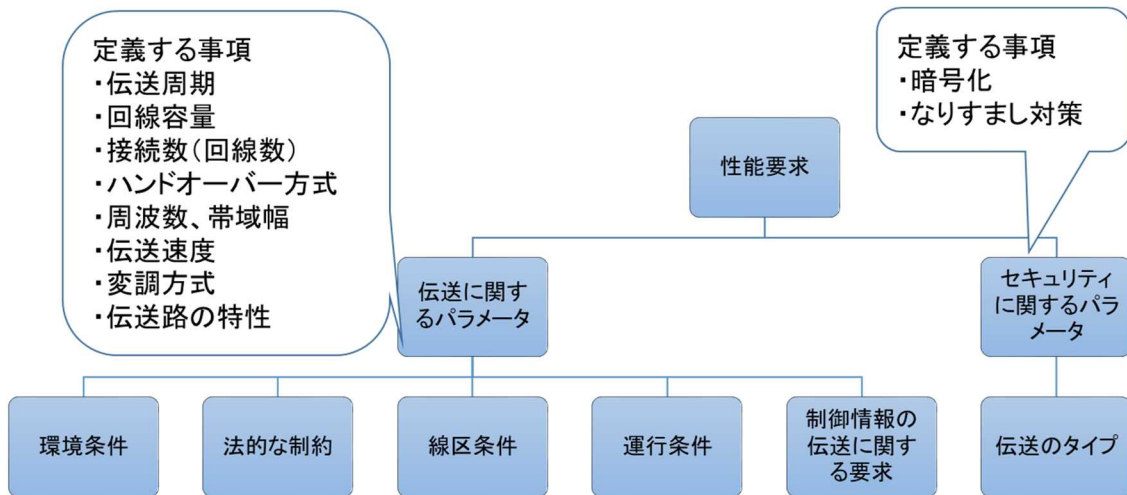 定義する事項
・伝送周期
・回線容量
・接続数(回線数)
・ハンドオーバー方式
・周波数、帯域幅
・伝送速度
・変調方式
・伝送路の特性
定義する事項
・暗号化
・なりすまし対策
性能要求
伝送に関す
るパラメータ
セキュリティ
に関するパラ
メータ
環境条件
法的な制約
線区条件
運行条件
制御情報の
伝送に関す
る要求
伝送のタイプ